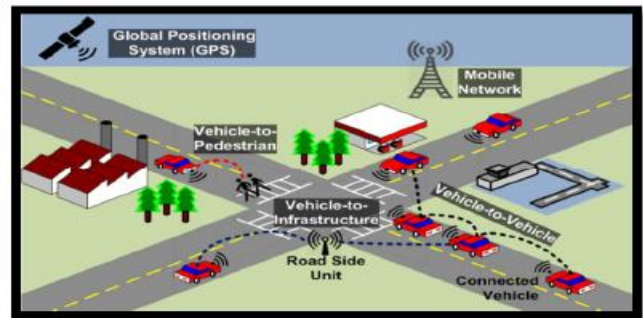 Global Positioning
System (GPS)
Mobile
Network
Vehicle-to-
Pedestrian
Vehicle-to-
Infrastructure
Vehicle-to-Vehicle
Road Side
Unit
Connected
Vehicle